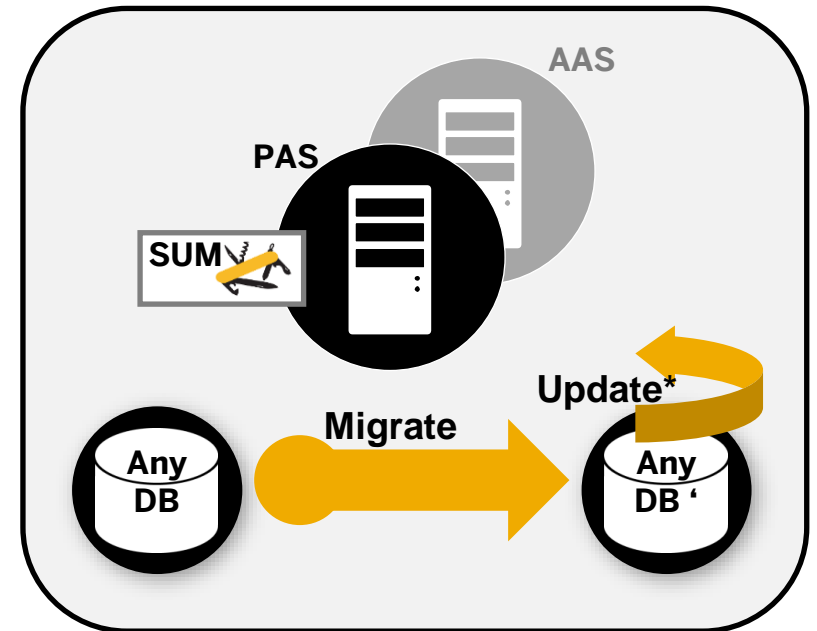 AAS
PAS
SUM
Update*
Migrate
Any
DB
Any
DB ‘